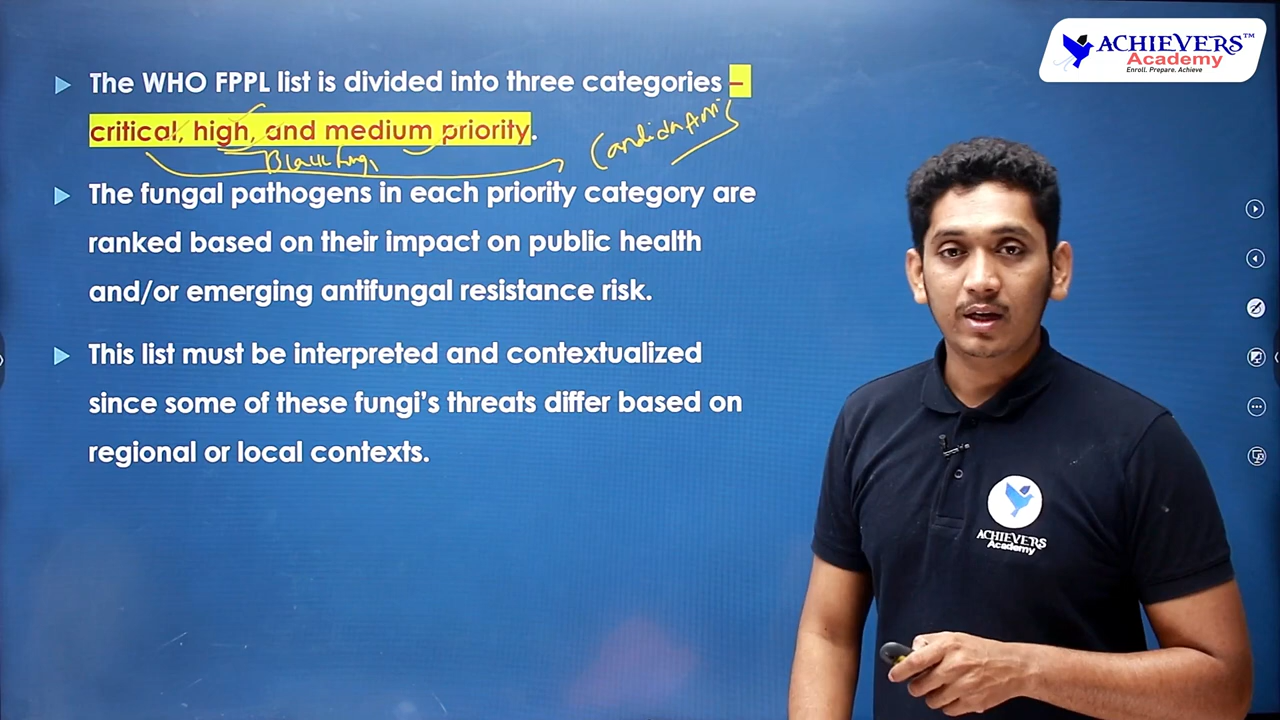 ACHIEVERS™
Academy
Enroll. Prepare. Achieve
The WHO FPPL list is divided into three categories –
critical, high, and medium priority.
Black fungi
The fungal pathogens in each priority category are
ranked based on their impact on public health
and/or emerging antifungal resistance risk.
This list must be interpreted and contextualized
since some of these fungi's threats differ based on
regional or local contexts.
ACHIEVERS
Academy